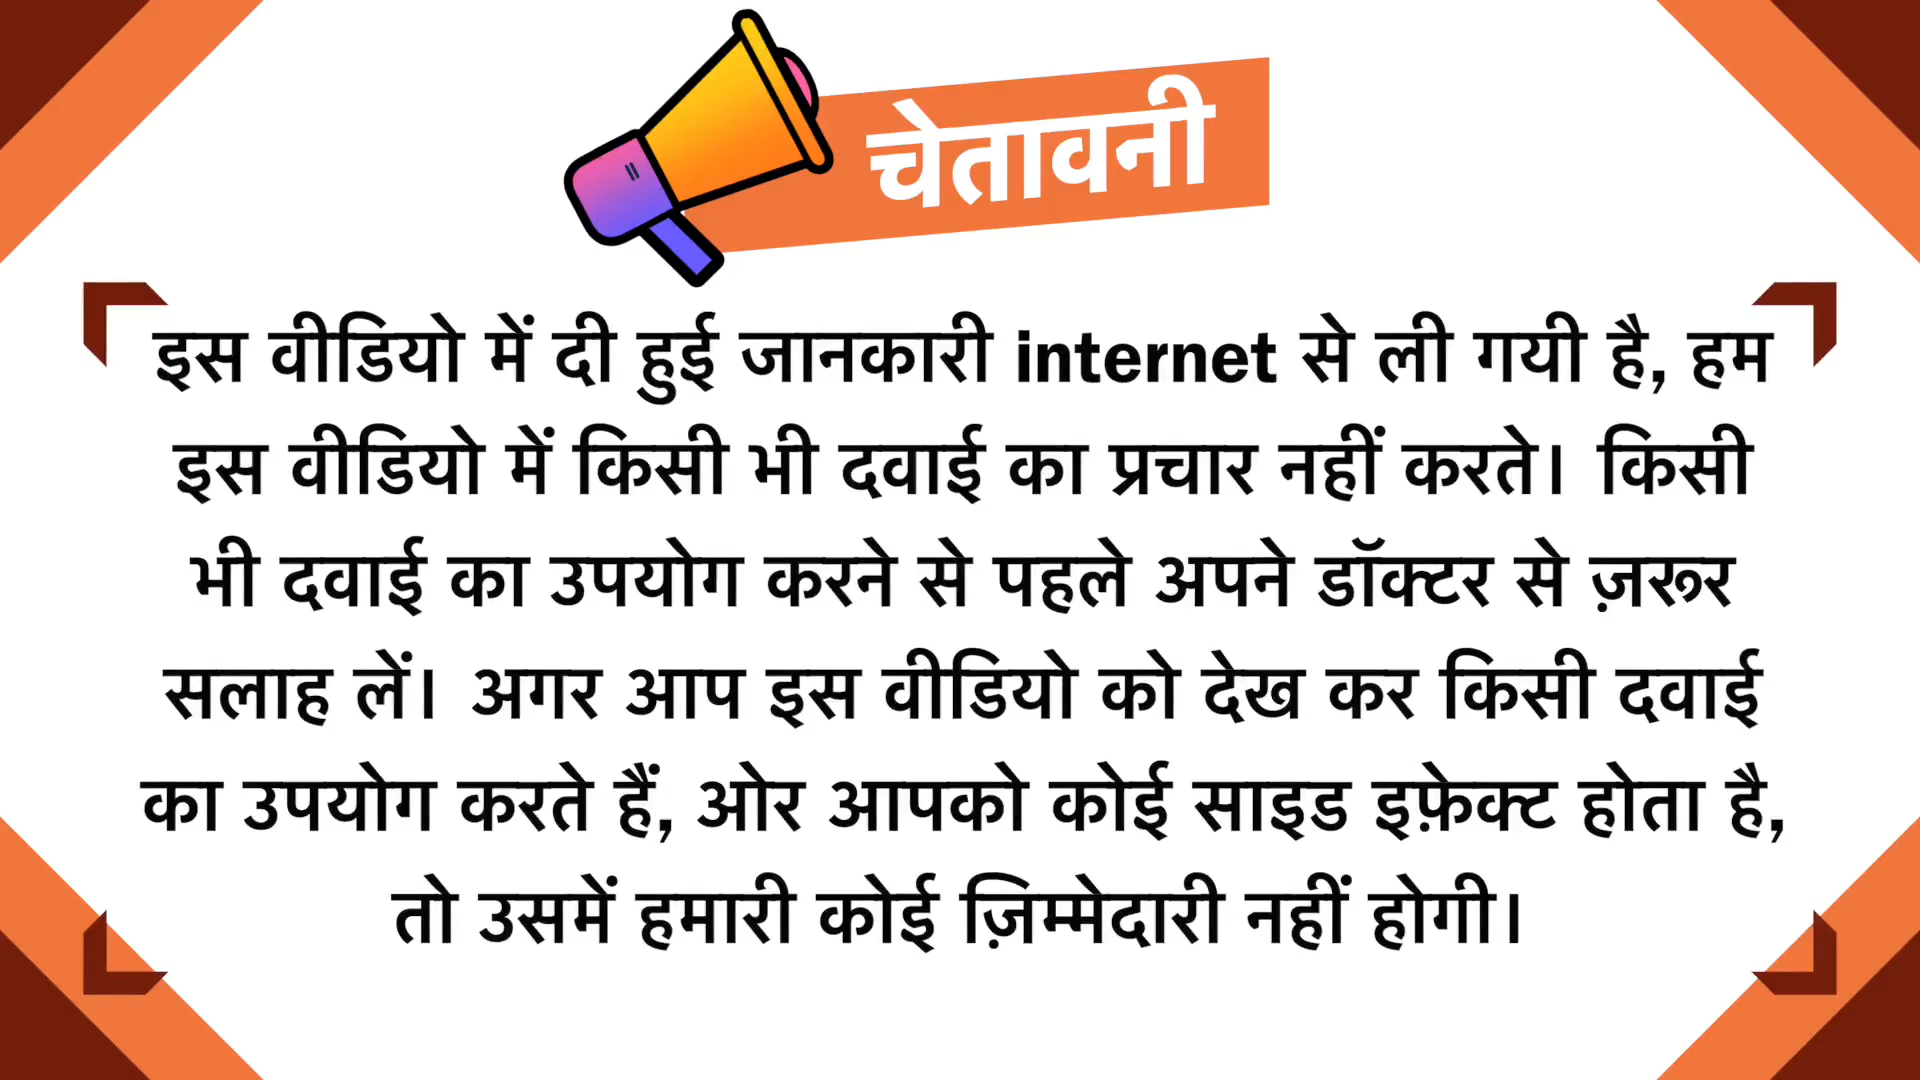 चेतावनी
इस वीडियो में दी हुई जानकारी internet से ली गयी है, हम
इस वीडियो में किसी भी दवाई का प्रचार नहीं करते। किसी
भी दवाई का उपयोग करने से पहले अपने डॉक्टर से ज़रूर
सलाह लें। अगर आप इस वीडियो को देख कर किसी दवाई
का उपयोग करते हैं, ओर आपको कोई साइड इफ़ेक्ट होता है,
तो उसमें हमारी कोई ज़िम्मेदारी नहीं होगी।